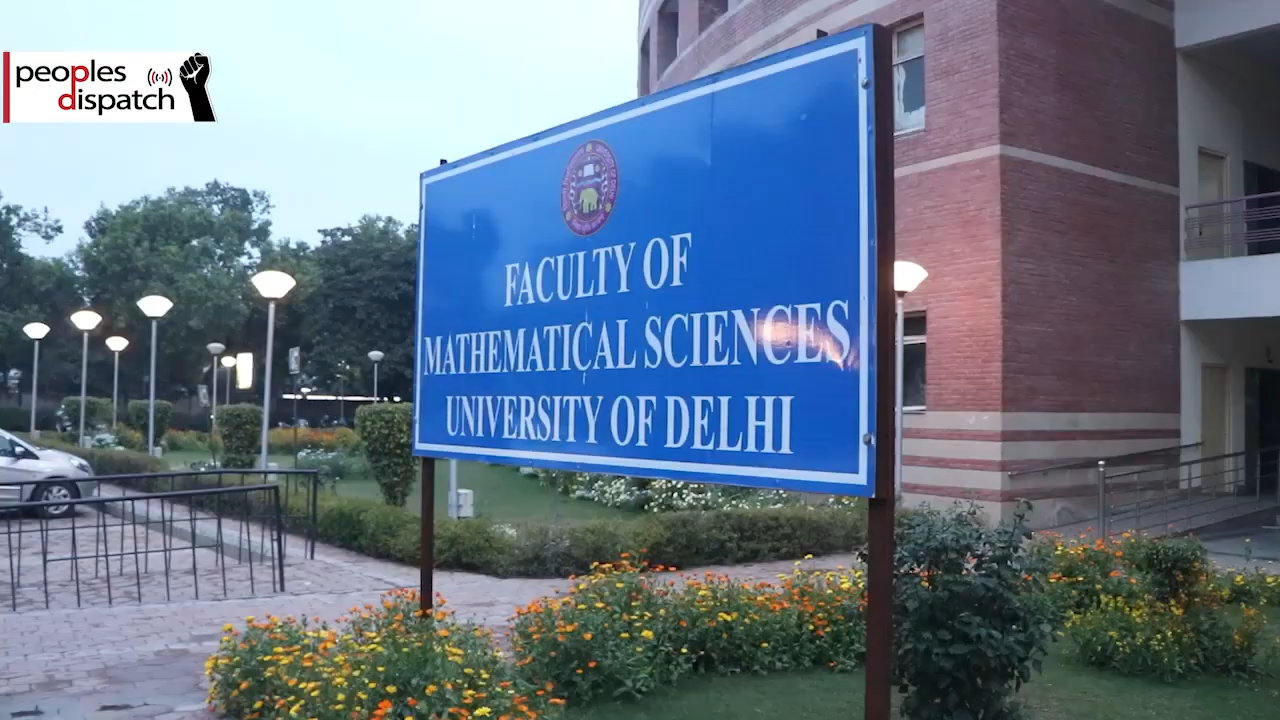 peoples
dispatch
FACULTY OF
MATHEMATICAL SCIENCES
UNIVERSITY OF DELHI